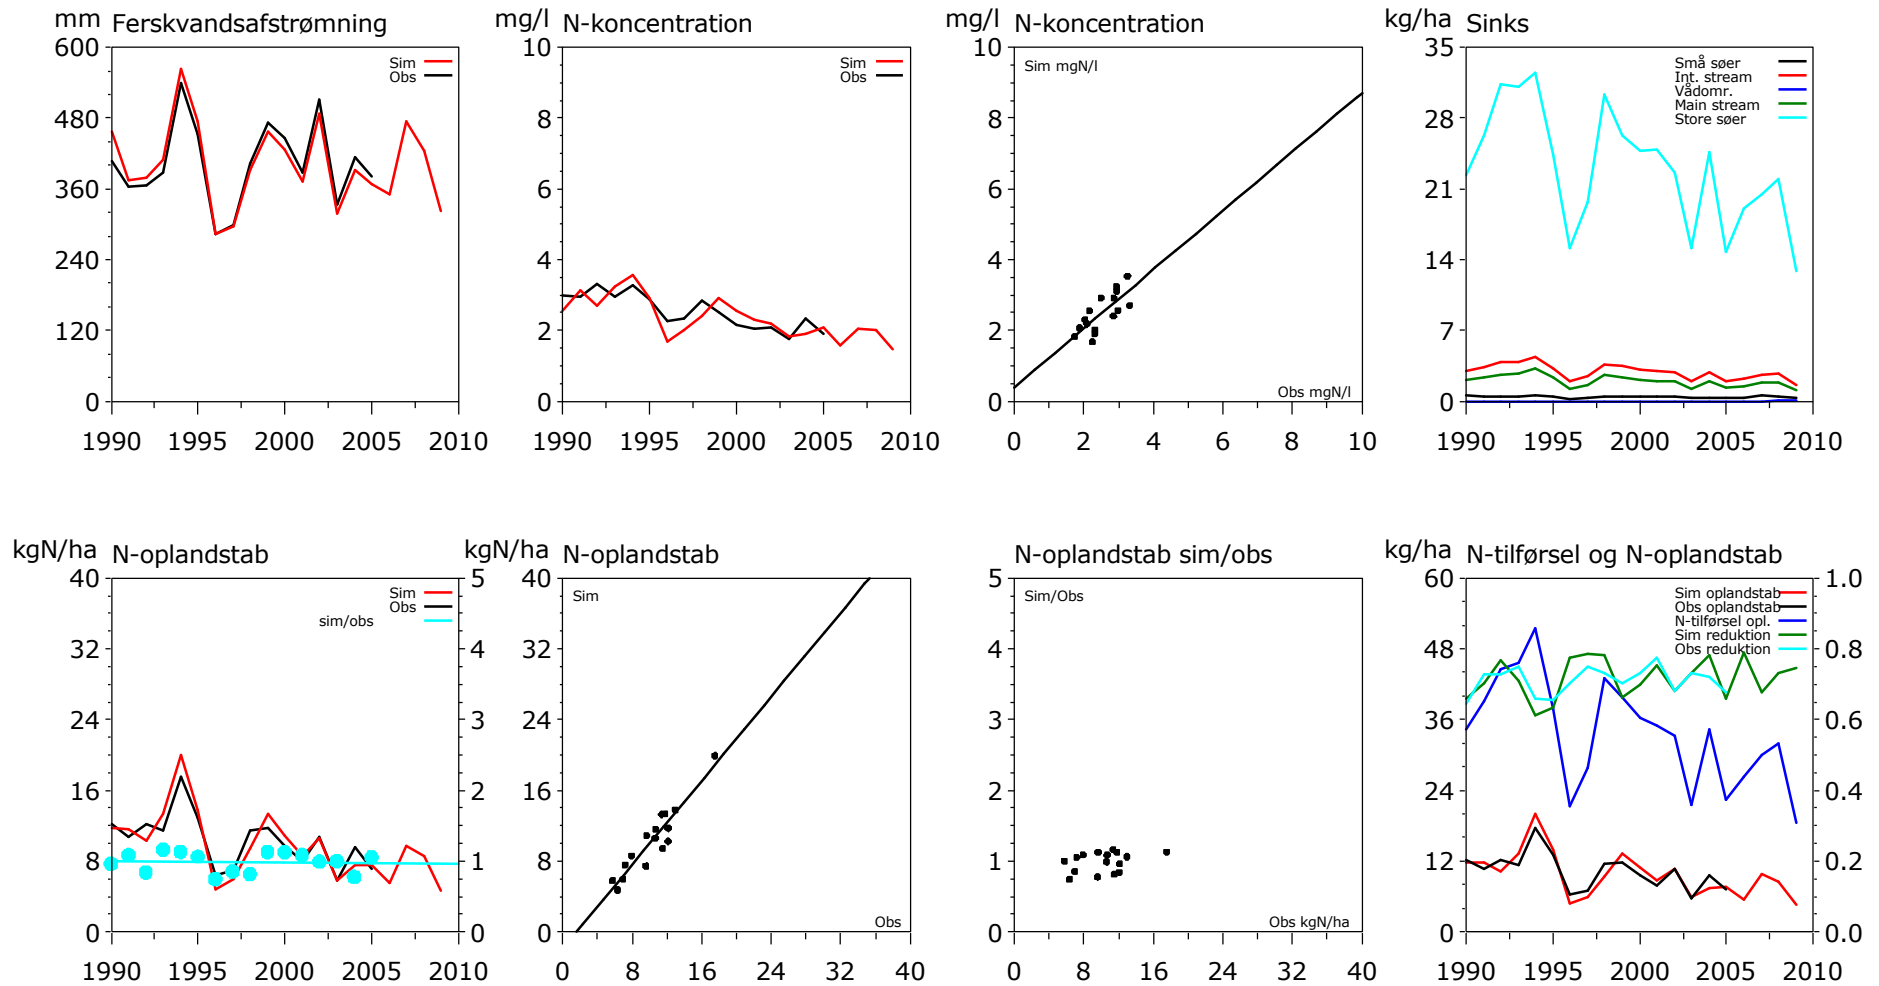 mm Ferskvandsafstrømning
600
480
360
240
120
0
1990 1995 2000 2005 2010
Sim
Obs
mg/l N-koncentration
10
8
6
4
2
0
1990 1995 2000 2005 2010
Sim
Obs
mg/l N-koncentration
10
8
6
4
2
0
0 2 4 6 8 10
Sim mgN/l
Obs mgN/l
kg/ha Sinks
35
28
21
14
7
0
1990 1995 2000 2005 2010
Små søer
Int. stream
Vådomr.
Main stream
Store søer
kgN/ha N-oplandstab
40
32
24
16
8
0
1990 1995 2000 2005 2010
5
4
3
2
1
0
Sim
Obs
sim/obs
kgN/ha N-oplandstab
40
32
24
16
8
0
0 8 16 24 32 40
Sim
Obs
N-oplandstab sim/obs
5
4
3
2
1
0
0 8 16 24 32 40
Sim/Obs
Obs kgN/ha
kg/ha N-tilførsel og N-oplandstab
60
48
36
24
12
0
1990 1995 2000 2005 2010
1.0
0.8
0.6
0.4
0.2
0.0
Sim oplandstab
Obs oplandstab
N-tilførsel opl.
Sim reduktion
Obs reduktion